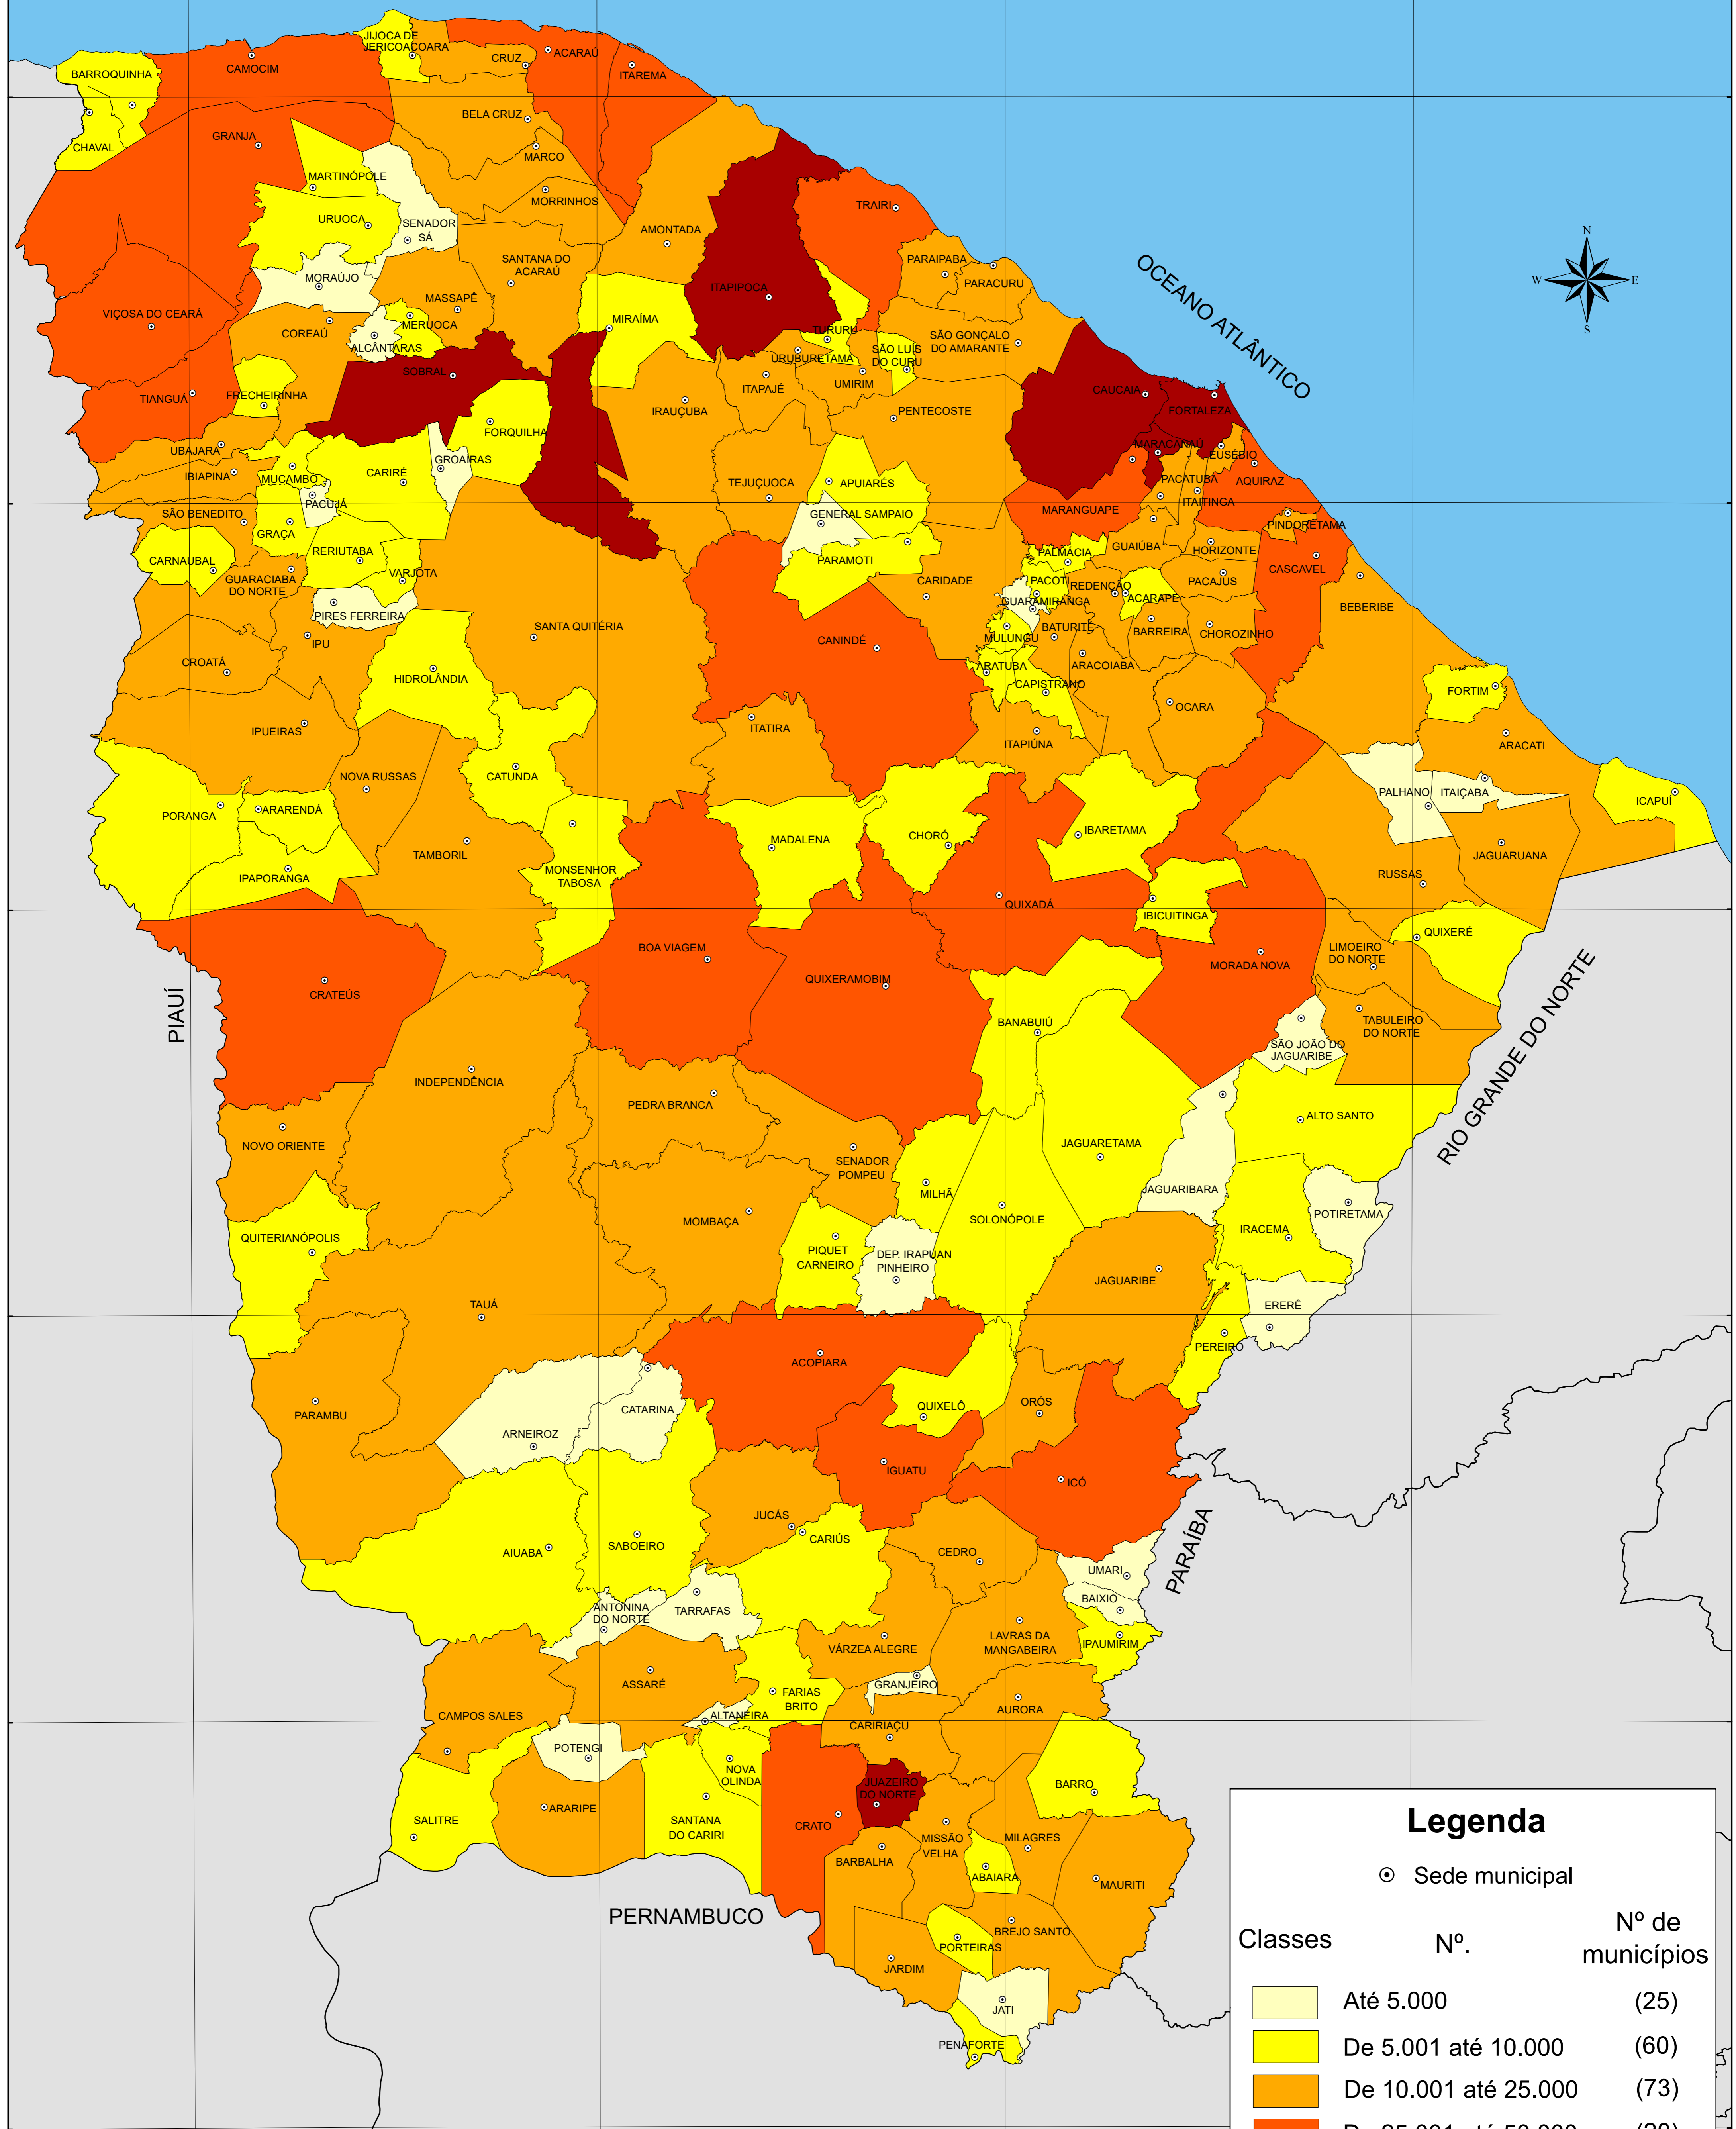 JIJOCA DE
JERICOACOARA
CRUZ
ACARAÚ
ITAREMA
CAMOCIM
BARROQUINHA
BELA CRUZ
GRANJA
CHAVAL
MARCO
MARTINÓPOLE
MORRINHOS
TRAIRI
URUOCA
SENADOR
SÁ
AMONTADA
N
W
E
S
SANTANA DO
ACARAÚ
PARAIPABA
PARACURU
OCEANO ATLÂNTICO
MORAÚJO
ITAPIPOCA
MASSAPÊ
VIÇOSA DO CEARÁ
MIRAÍMA
MERUOCA
COREAÚ
TURURU
SÃO GONÇALO
DO AMARANTE
ALCÂNTARAS
SÃO LUÍS
DO CURU
URUBURETAMA
SOBRAL
UMIRIM
ITAPAJÉ
CAUCAIA
FRECHEIRINHA
TIANGUÁ
IRAUÇUBA
PENTECOSTE
FORTALEZA
FORQUILHA
MARACANAÚ
UBAJARA
EUSÉBIO
GROAÍRAS
CARIRÉ
IBIAPINA
MUCAMBO
TEJUÇUOCA
APUIARÉS
PACATUBA
AQUIRAZ
PACUJÁ
ITAITINGA
MARANGUAPE
SÃO BENEDITO
GENERAL SAMPAIO
PINDORETAMA
GRAÇA
GUAIÚBA
HORIZONTE
RERIUTABA
PALMÁCIA
CARNAUBAL
PARAMOTI
CASCAVEL
VARJOTA
GUARACIABA
DO NORTE
CARIDADE
PACOTI
REDENÇÃO
PACAJUS
GUARAMIRANGA
ACARAPE
BEBERIBE
PIRES FERREIRA
SANTA QUITÉRIA
BATURITÉ
BARREIRA
CHOROZINHO
IPU
CANINDÉ
MULUNGU
CROATÁ
ARATUBA
ARACOIABA
HIDROLÂNDIA
CAPISTRANO
FORTIM
OCARA
IPUEIRAS
ITATIRA
ITAPIÚNA
ARACATI
NOVA RUSSAS
CATUNDA
PALHANO
ITAIÇABA
ICAPUÍ
PORANGA
ARARENDÁ
MADALENA
CHORÓ
IBARETAMA
TAMBORIL
JAGUARUANA
MONSENHOR
TABOSA
RUSSAS
IPAPORANGA
QUIXADÁ
IBICUITINGA
QUIXERÉ
BOA VIAGEM
LIMOEIRO
DO NORTE
QUIXERAMOBIM
MORADA NOVA
CRATEÚS
PIAUÍ
BANABUIÚ
TABULEIRO
DO NORTE
SÃO JOÃO DO
JAGUARIBE
RIO GRANDE DO NORTE
INDEPENDÊNCIA
PEDRA BRANCA
ALTO SANTO
NOVO ORIENTE
JAGUARETAMA
SENADOR
POMPEU
JAGUARIBARA
MILHÃ
POTIRETAMA
MOMBAÇA
SOLONÓPOLE
IRACEMA
QUITERIANÓPOLIS
PIQUET
CARNEIRO
DEP. IRAPUAN
PINHEIRO
JAGUARIBE
TAUÁ
ERERÊ
PEREIRO
ACOPIARA
ORÓS
QUIXELÔ
CATARINA
PARAMBU
ARNEIROZ
IGUATU
ICÓ
JUCÁS
CARIÚS
SABOEIRO
AIUABA
CEDRO
PARAÍBA
UMARI
BAIXIO
ANTONINA
DO NORTE
TARRAFAS
LAVRAS DA
MANGABEIRA
IPAUMIRIM
VÁRZEA ALEGRE
ASSARÉ
GRANJEIRO
FARIAS
BRITO
AURORA
CAMPOS SALES
ALTANEIRA
CARIRIAÇU
POTENGI
NOVA
OLINDA
JUAZEIRO
DO NORTE
BARRO
ARARIPE
SALITRE
SANTANA
DO CARIRI
CRATO
MISSÃO
VELHA
MILAGRES
BARBALHA
ABAIARA
MAURITI
PERNAMBUCO
BREJO SANTO
PORTEIRAS
JARDIM
JATI
PENAFORTE
Legenda
Sede municipal
Classes
Nº.
Nº de
municípios
Até 5.000 (25)
De 5.001 até 10.000 (60)
De 10.001 até 25.000 (73)